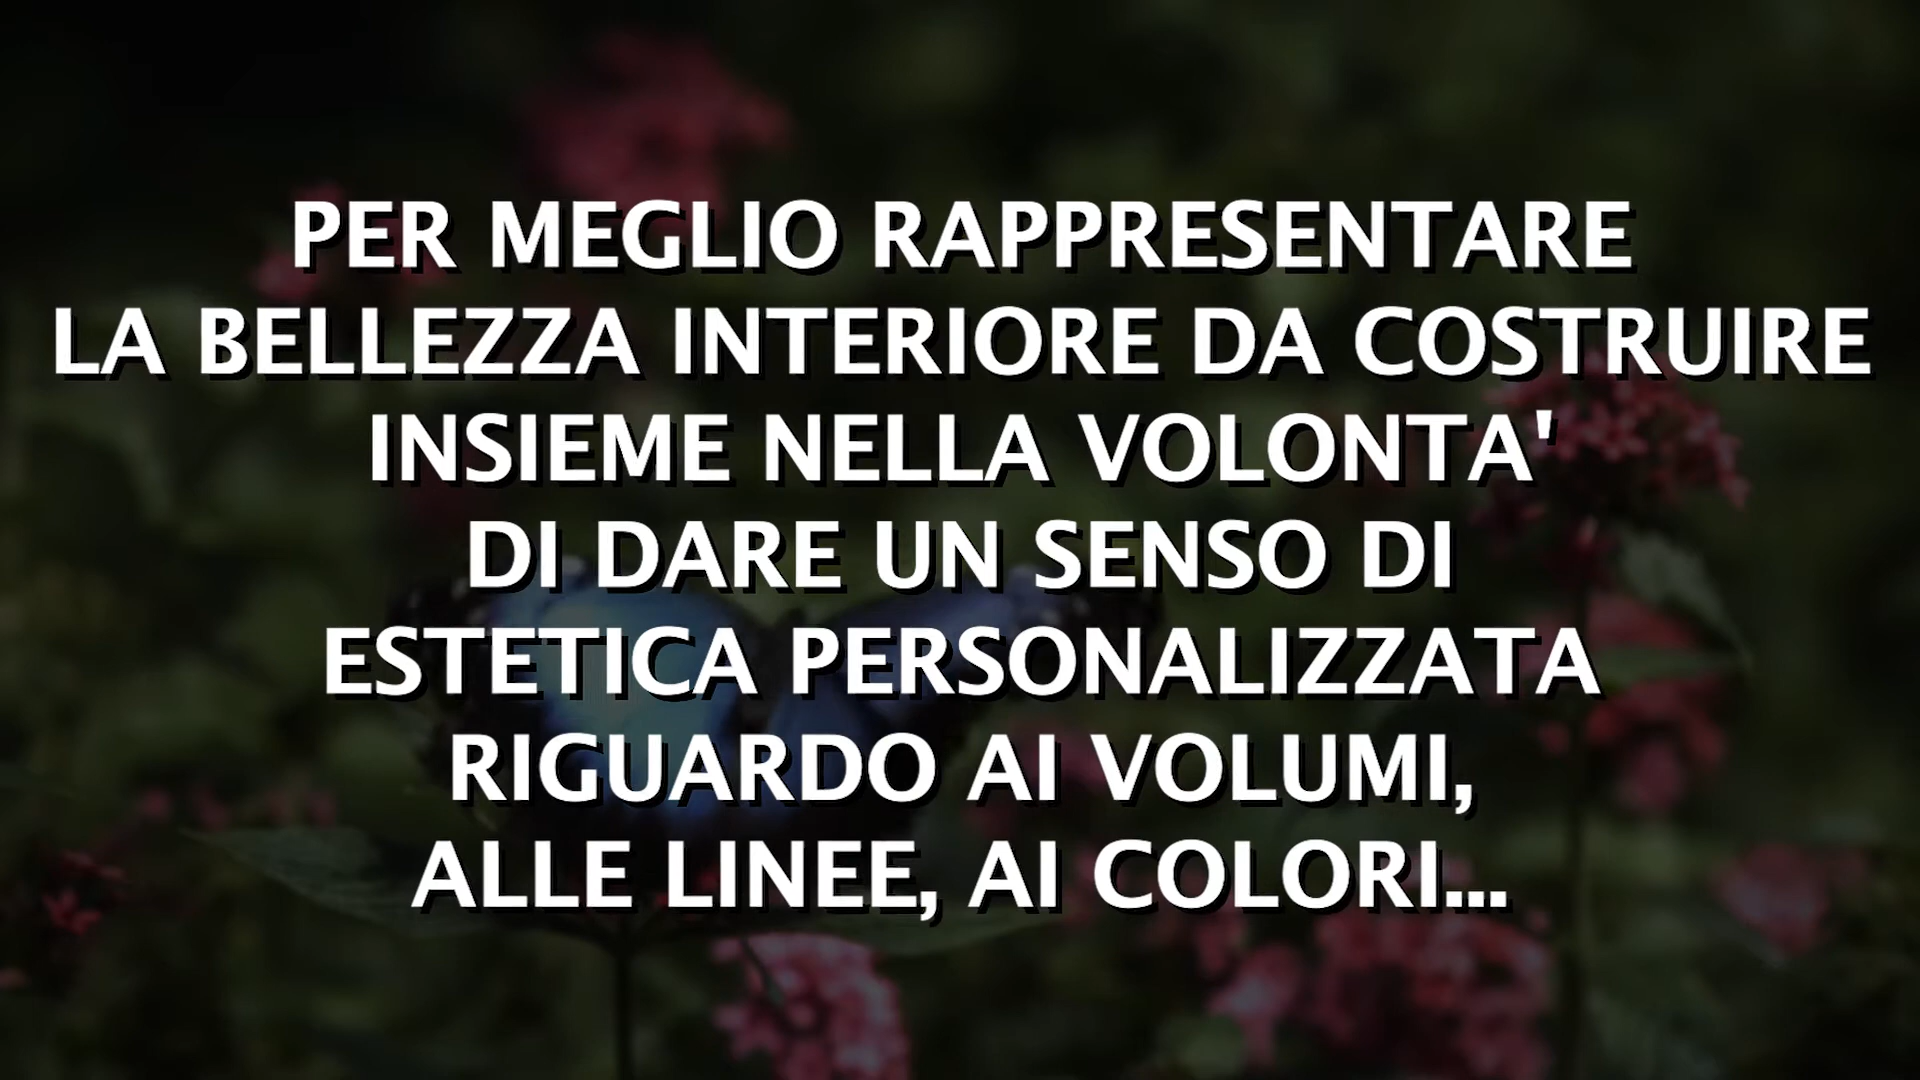 PER MEGLIO RAPPRESENTARE
LA BELLEZZA INTERIORE DA COSTRUIRE
INSIEME NELLA VOLONTA'
DI DARE UN SENSO DI
ESTETICA PERSONALIZZATA
RIGUARDO AI VOLUMI,
ALLE LINEE, AI COLORI...